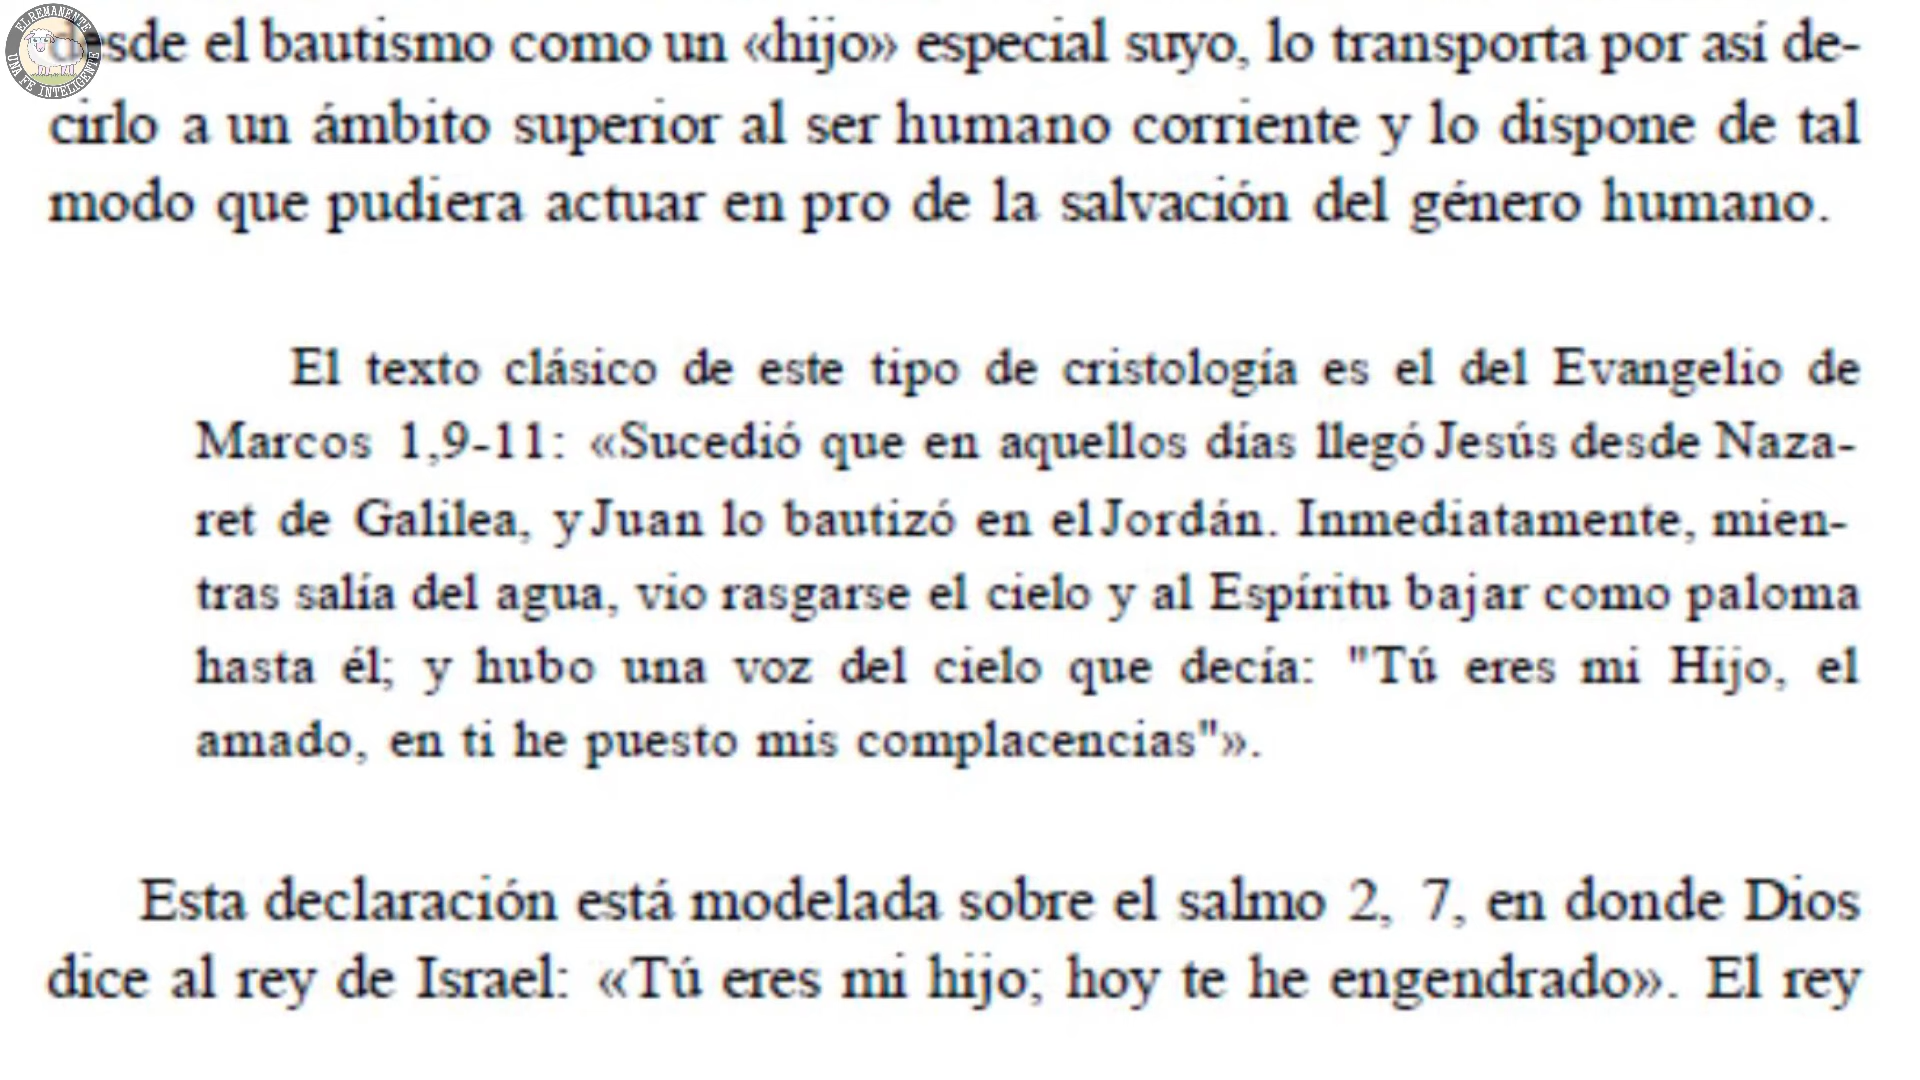 ELREMANENTE
UNA FE INTELIGENTE
desde el bautismo como un «hijo» especial suyo, lo transporta por así de-
cirlo a un ámbito superior al ser humano corriente y lo dispone de tal
modo que pudiera actuar en pro de la salvación del género humano.
El texto clásico de este tipo de cristología es el del Evangelio de
Marcos 1,9-11: «Sucedió que en aquellos días llegó Jesús desde Naza-
ret de Galilea, y Juan lo bautizó en el Jordán. Inmediatamente, mien-
tras salía del agua, vio rasgarse el cielo y al Espíritu bajar como paloma
hasta él; y hubo una voz del cielo que decía: "Tú eres mi Hijo, el
amado, en ti he puesto mis complacencias"».
Esta declaración está modelada sobre el salmo 2, 7, en donde Dios
dice al rey de Israel: «Tú eres mi hijo; hoy te he engendrado». El rey